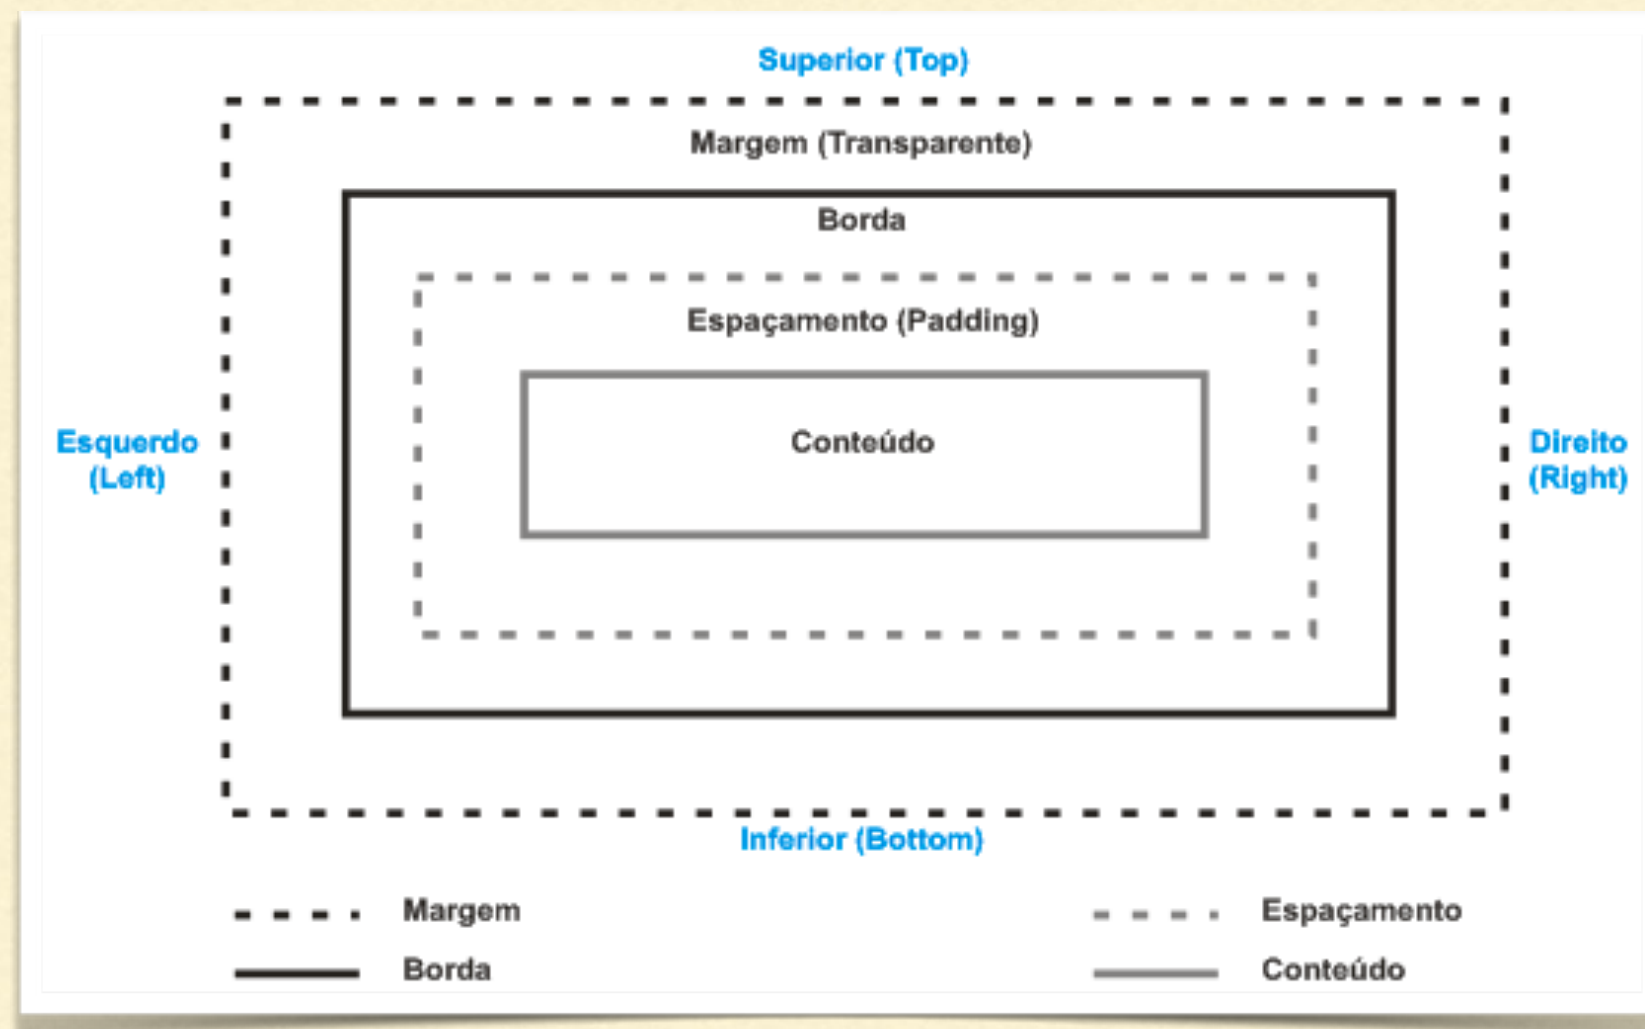 Superior (Top)
Margem (Transparente)
Borda
Espaçamento (Padding)
Conteúdo
Esquerdo
(Left)
Direito
(Right)
Inferior (Bottom)
Margem
Espaçamento
Borda
Conteúdo